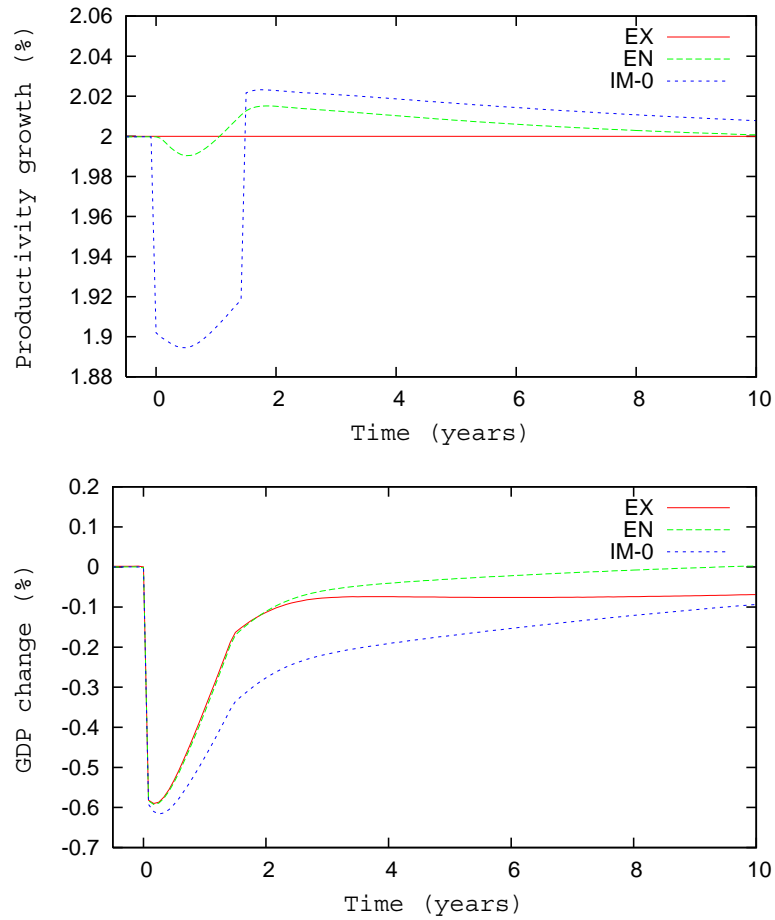 Productivity growth (%)
2.06
2.04
2.02
2
1.98
1.96
1.94
1.92
1.9
1.88
EX
EN
IM-0
0 2 4 6 8 10
Time (years)
GDP change (%)
0.2
0.1
0
-0.1
-0.2
-0.3
-0.4
-0.5
-0.6
-0.7
EX
EN
IM-0
0 2 4 6 8 10
Time (years)